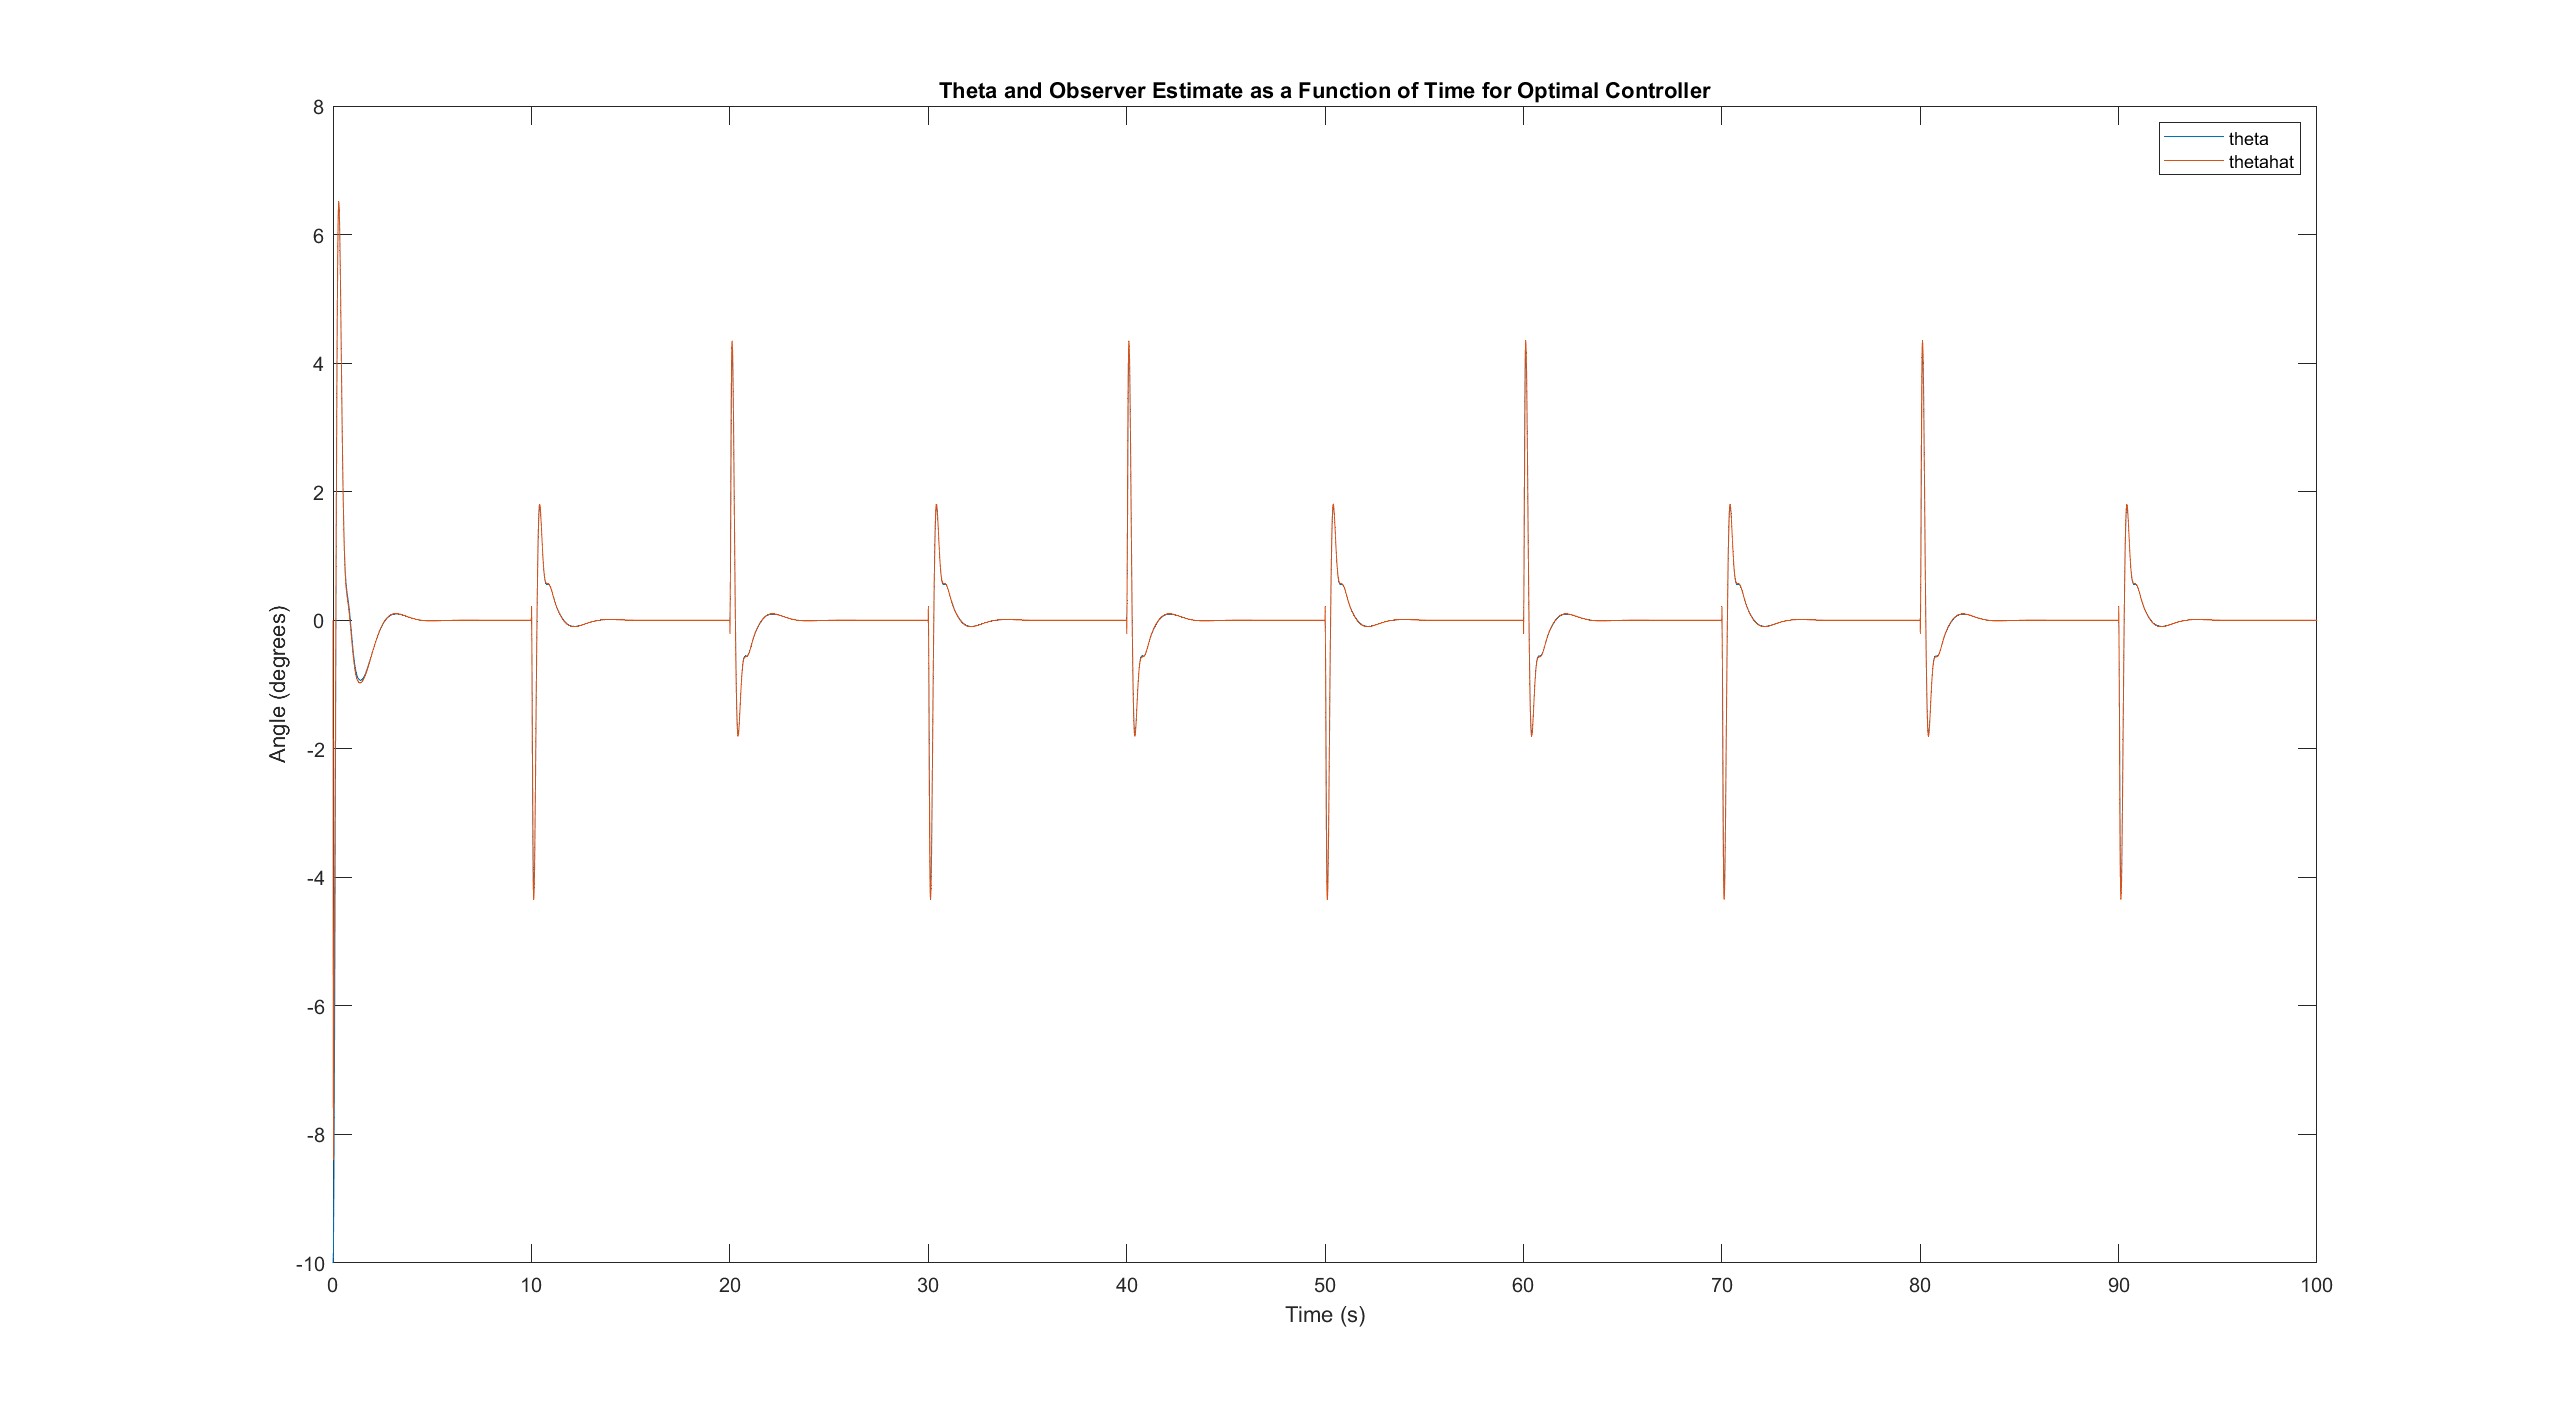 Theta and Observer Estimate as a Function of Time for Optimal Controller
8
6
4
2
0
-2
-4
-6
-8
-10
Angle (degrees)
theta
thetahat
0 10 20 30 40 50 60 70 80 90 100
Time (s)